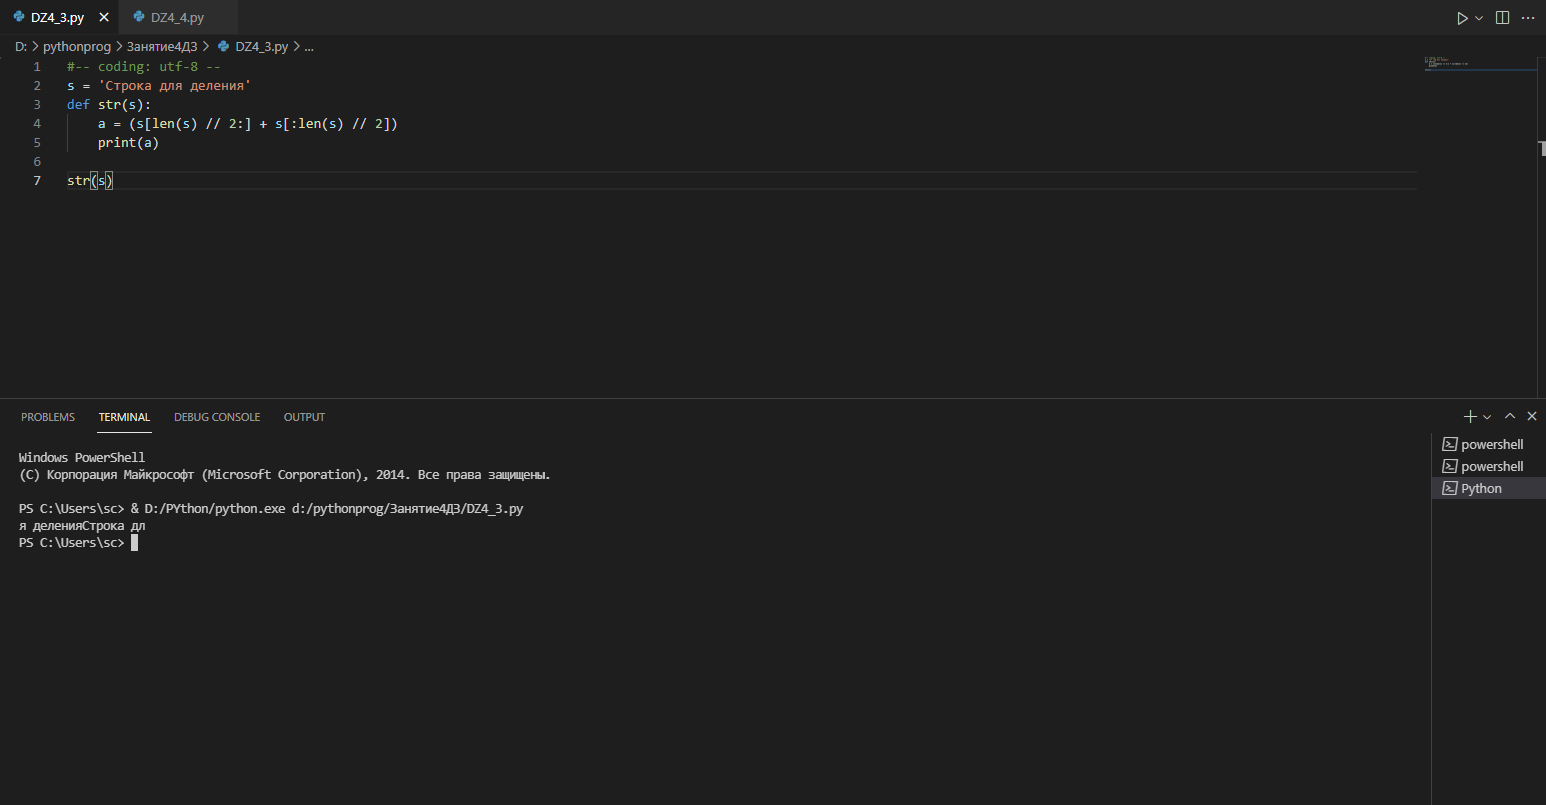 DZ4_3.py DZ4_4.py
D: > pythonprog > Занятие4ДЗ > DZ4_3.py > ...
1 #-- coding: utf-8 --
2 s = 'Строка для деления'
3 def str(s):
4 a = (s[len(s) // 2:] + s[:len(s) // 2])
5 print(a)
6
7 str(s)
PROBLEMS TERMINAL DEBUG CONSOLE OUTPUT
Windows PowerShell
(C) Корпорация Майкрософт (Microsoft Corporation), 2014. Все права защищены.
PS C:\Users\sc> & D:/PYthon/python.exe d:/pythonprog/Занятие4ДЗ/DZ4_3.py
я деленияСтрока дл
PS C:\Users\sc>
powershell
powershell
Python